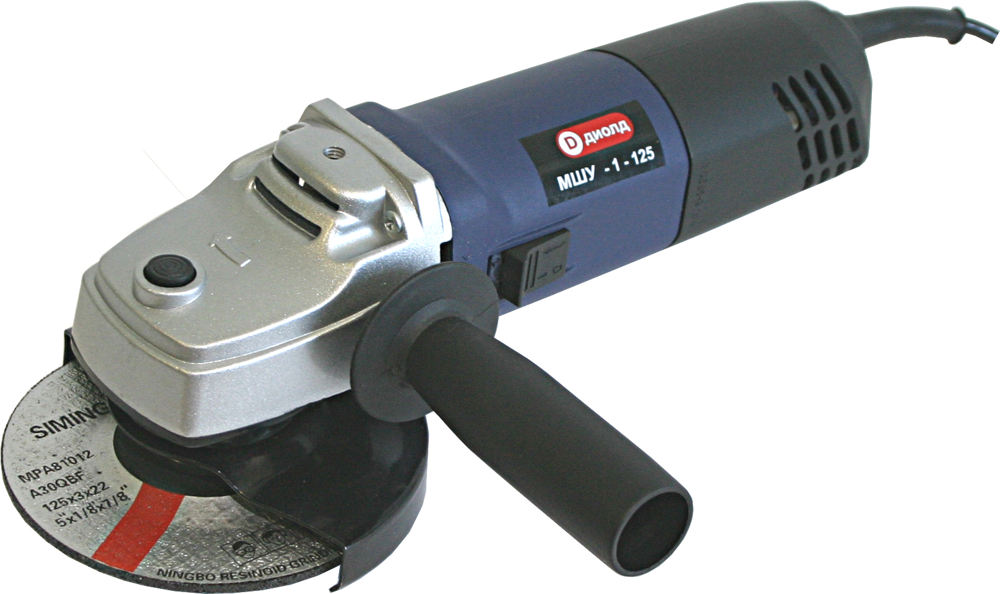 D диолд
МШУ - 1 - 125
I O
SIMING
MPA81012
A30QBF
125x3x22
5"x1/8"x7/8"
NINGBO RESINOID GRIND